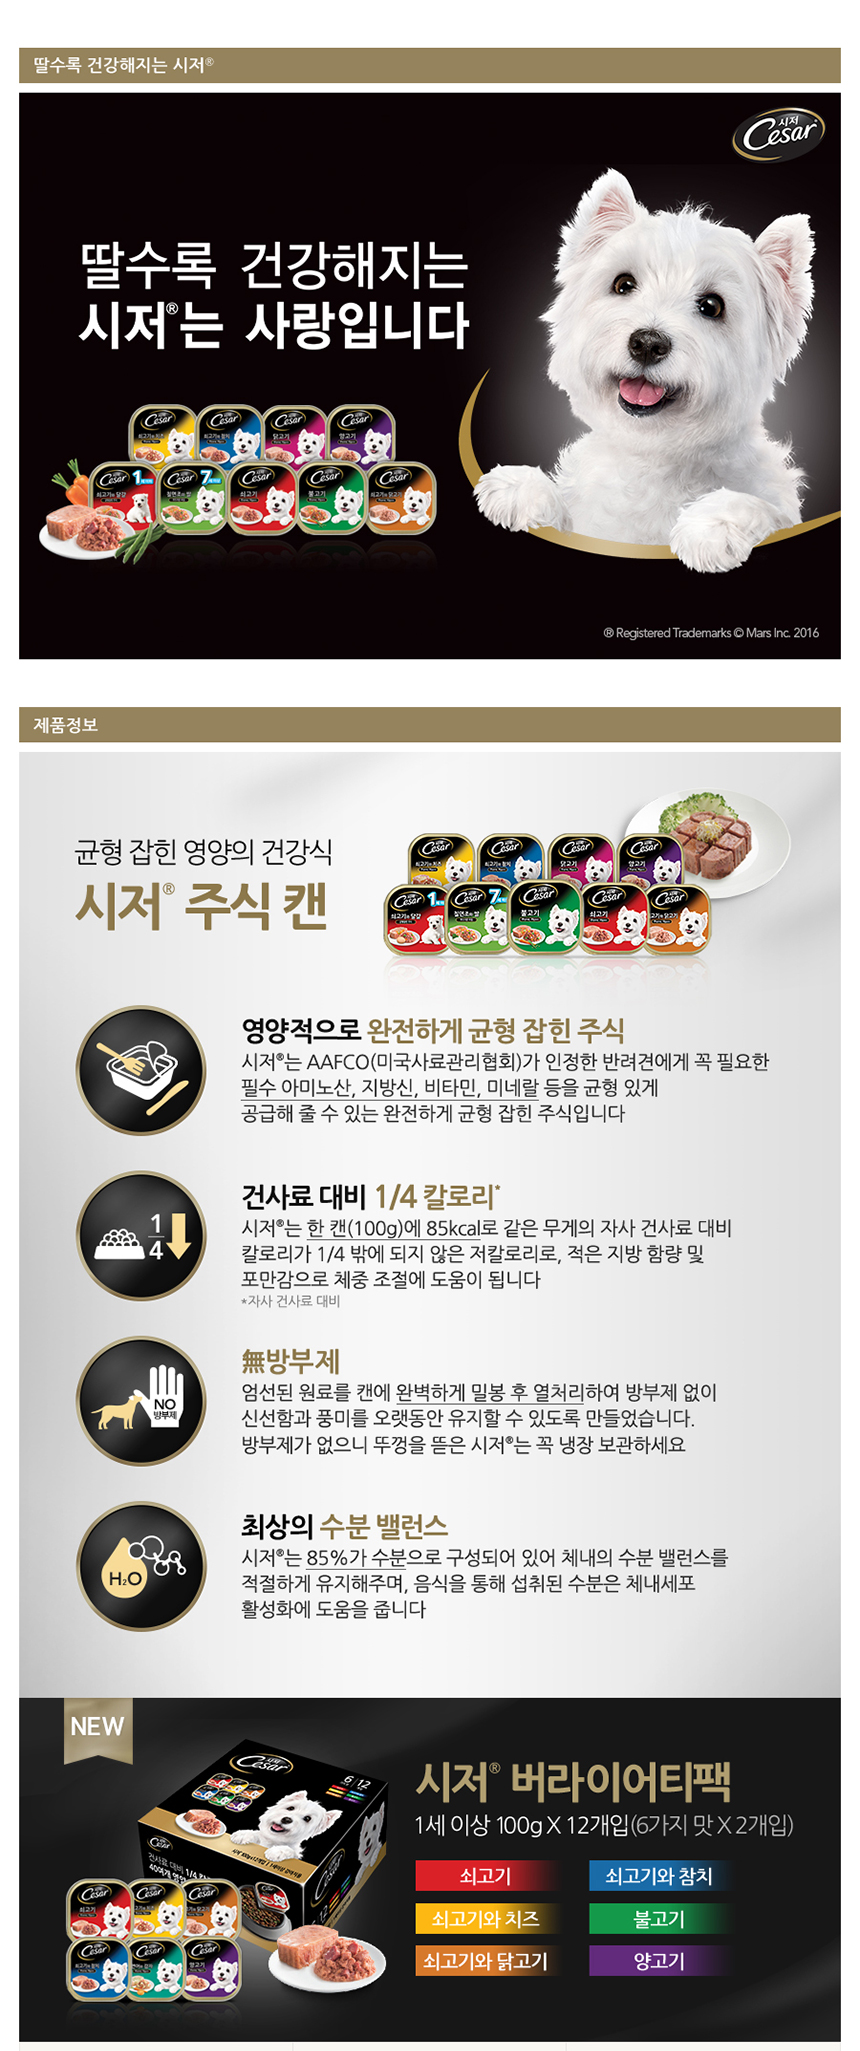 딸수록 건강해지는 시저®
시저
Cesar
딸수록 건강해지는
시저®는 사랑입니다
® Registered Trademarks © Mars Inc. 2016
제품정보
균형 잡힌 영양의 건강식
시저® 주식 캔
영양적으로 완전하게 균형 잡힌 주식
시저®는 AAFCO(미국사료관리협회)가 인정한 반려견에게 꼭 필요한
필수 아미노산, 지방신, 비타민, 미네랄 등을 균형 있게
공급해 줄 수 있는 완전하게 균형 잡힌 주식입니다
1/4
건사료 대비 1/4 칼로리*
시저®는 한 캔(100g)에 85kcal로 같은 무게의 자사 건사료 대비
칼로리가 1/4 밖에 되지 않은 저칼로리로, 적은 지방 함량 및
포만감으로 체중 조절에 도움이 됩니다
*자사 건사료 대비
NO
방부제
無방부제
엄선된 원료를 캔에 완벽하게 밀봉 후 열처리하여 방부제 없이
신선함과 풍미를 오랫동안 유지할 수 있도록 만들었습니다.
방부제가 없으니 뚜껑을 뜯은 시저®는 꼭 냉장 보관하세요
H₂O
최상의 수분 밸런스
시저®는 85%가 수분으로 구성되어 있어 체내의 수분 밸런스를
적절하게 유지해주며, 음식을 통해 섭취된 수분은 체내세포
활성화에 도움을 줍니다
NEW
시저® 버라이어티팩
1세 이상 100g X 12개입(6가지 맛 X 2개입)
쇠고기 쇠고기와 참치
쇠고기와 치즈 불고기
쇠고기와 닭고기 양고기